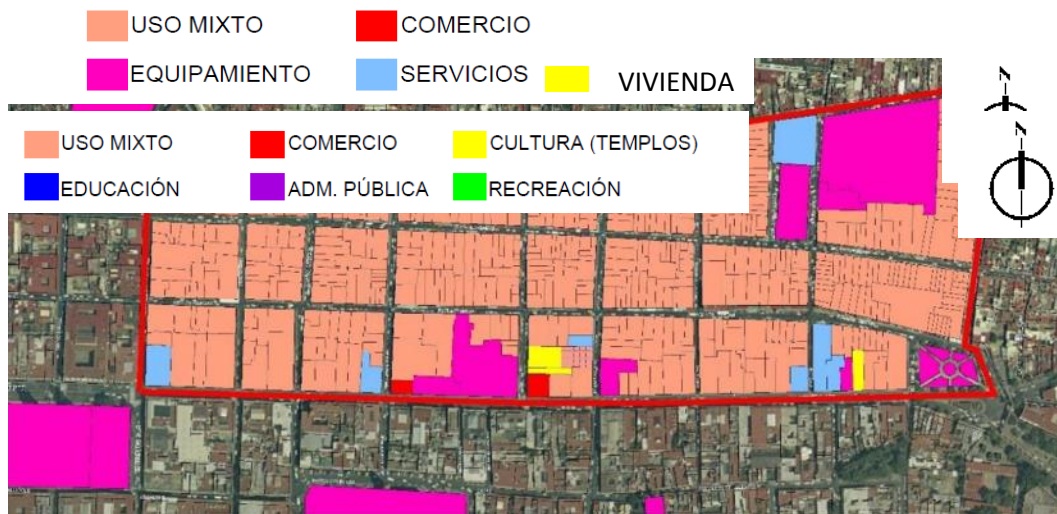 USO MIXTO COMERCIO
EQUIPAMIENTO SERVICIOS VIVIENDA
USO MIXTO COMERCIO CULTURA (TEMPLOS)
EDUCACIÓN ADM. PÚBLICA RECREACIÓN
N
N